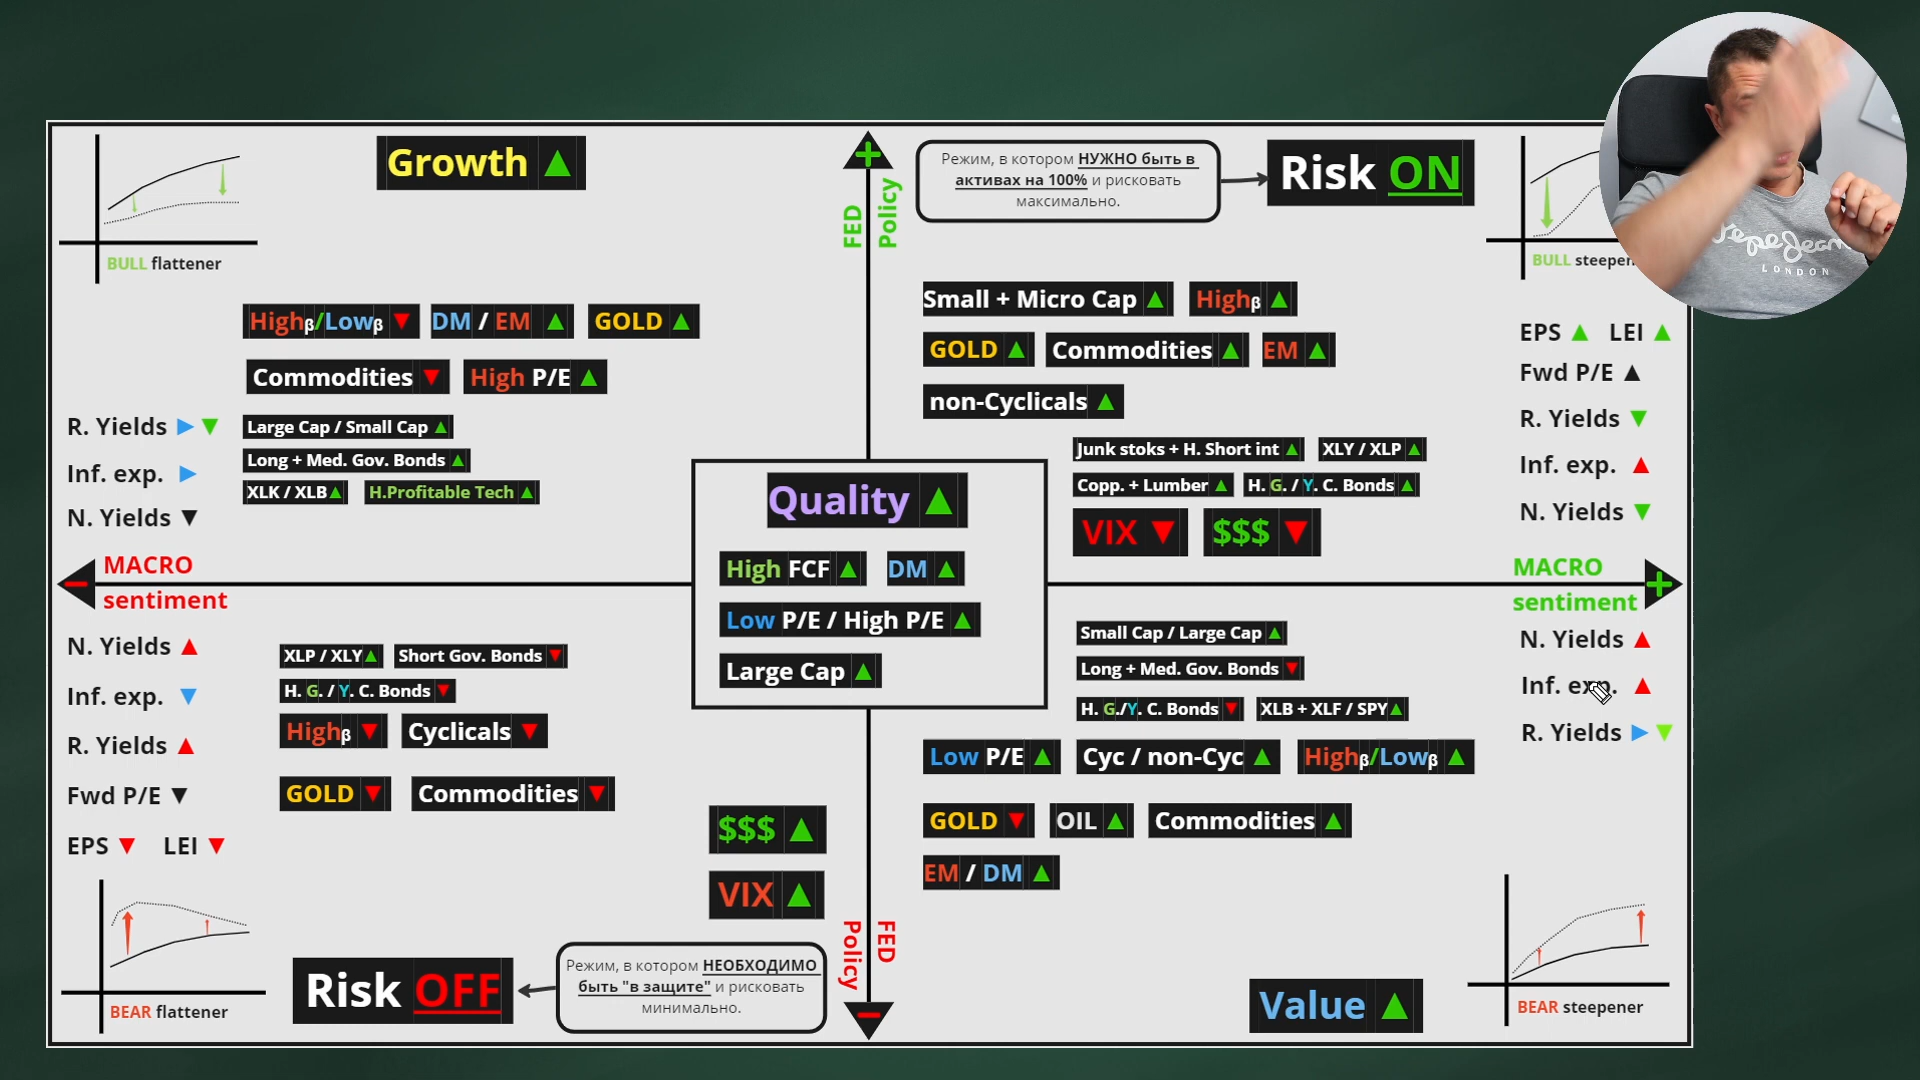 Growth
BULL flattener
Highβ/Lowβ
DM / EM
GOLD
Commodities
High P/E
R. Yields
Large Cap / Small Cap
Inf. exp.
Long + Med. Gov. Bonds
XLK / XLB
H.Profitable Tech
N. Yields
MACRO
sentiment
FED
Policy
Режим, в котором НУЖНО быть в
активах на 100% и рисковать
максимально.
Risk ON
BULL steepen
Small + Micro Cap
Highβ
GOLD
Commodities
EM
non-Cyclicals
Junk stoks + H. Short int
XLY / XLP
Copp. + Lumber
H. G. / Y. C. Bonds
VIX
$$$
EPS
LEI
Fwd P/E
R. Yields
Inf. exp.
N. Yields
MACRO
sentiment
Quality
High FCF
DM
Low P/E / High P/E
Large Cap
N. Yields
Inf. exp.
R. Yields
Fwd P/E
EPS
LEI
XLP / XLY
Short Gov. Bonds
H. G. / Y. C. Bonds
Highβ
Cyclicals
GOLD
Commodities
$$$
VIX
BEAR flattener
Risk OFF
Режим, в котором НЕОБХОДИМО
быть "в защите" и рисковать
минимально.
FED
Policy
Small Cap / Large Cap
Long + Med. Gov. Bonds
H. G./Y. C. Bonds
XLB + XLF / SPY
Low P/E
Cyc / non-Cyc
Highβ/Lowβ
GOLD
OIL
Commodities
EM / DM
N. Yields
Inf. exp.
R. Yields
Value
BEAR steepener
LONDON